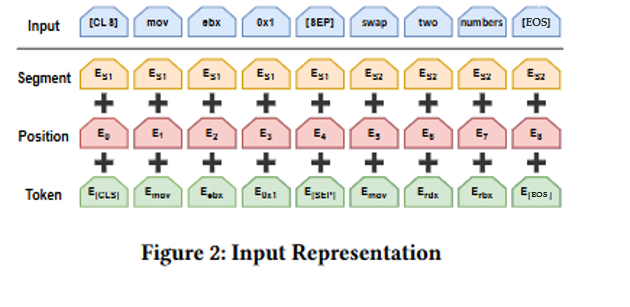 Input [CLS] mov ebx 0x1 [SEP] swap two numbers [EOS]
Segment E_S1 E_S1 E_S1 E_S1 E_S1 E_S2 E_S2 E_S2 E_S2
+ + + + + + + + +
Position E_0 E_1 E_2 E_3 E_4 E_5 E_6 E_7 E_8
+ + + + + + + + +
Token E_[CLS] E_mov E_ebx E_0x1 E_[SEP] E_mov E_rdx E_rbx E_[EOS]
Figure 2: Input Representation